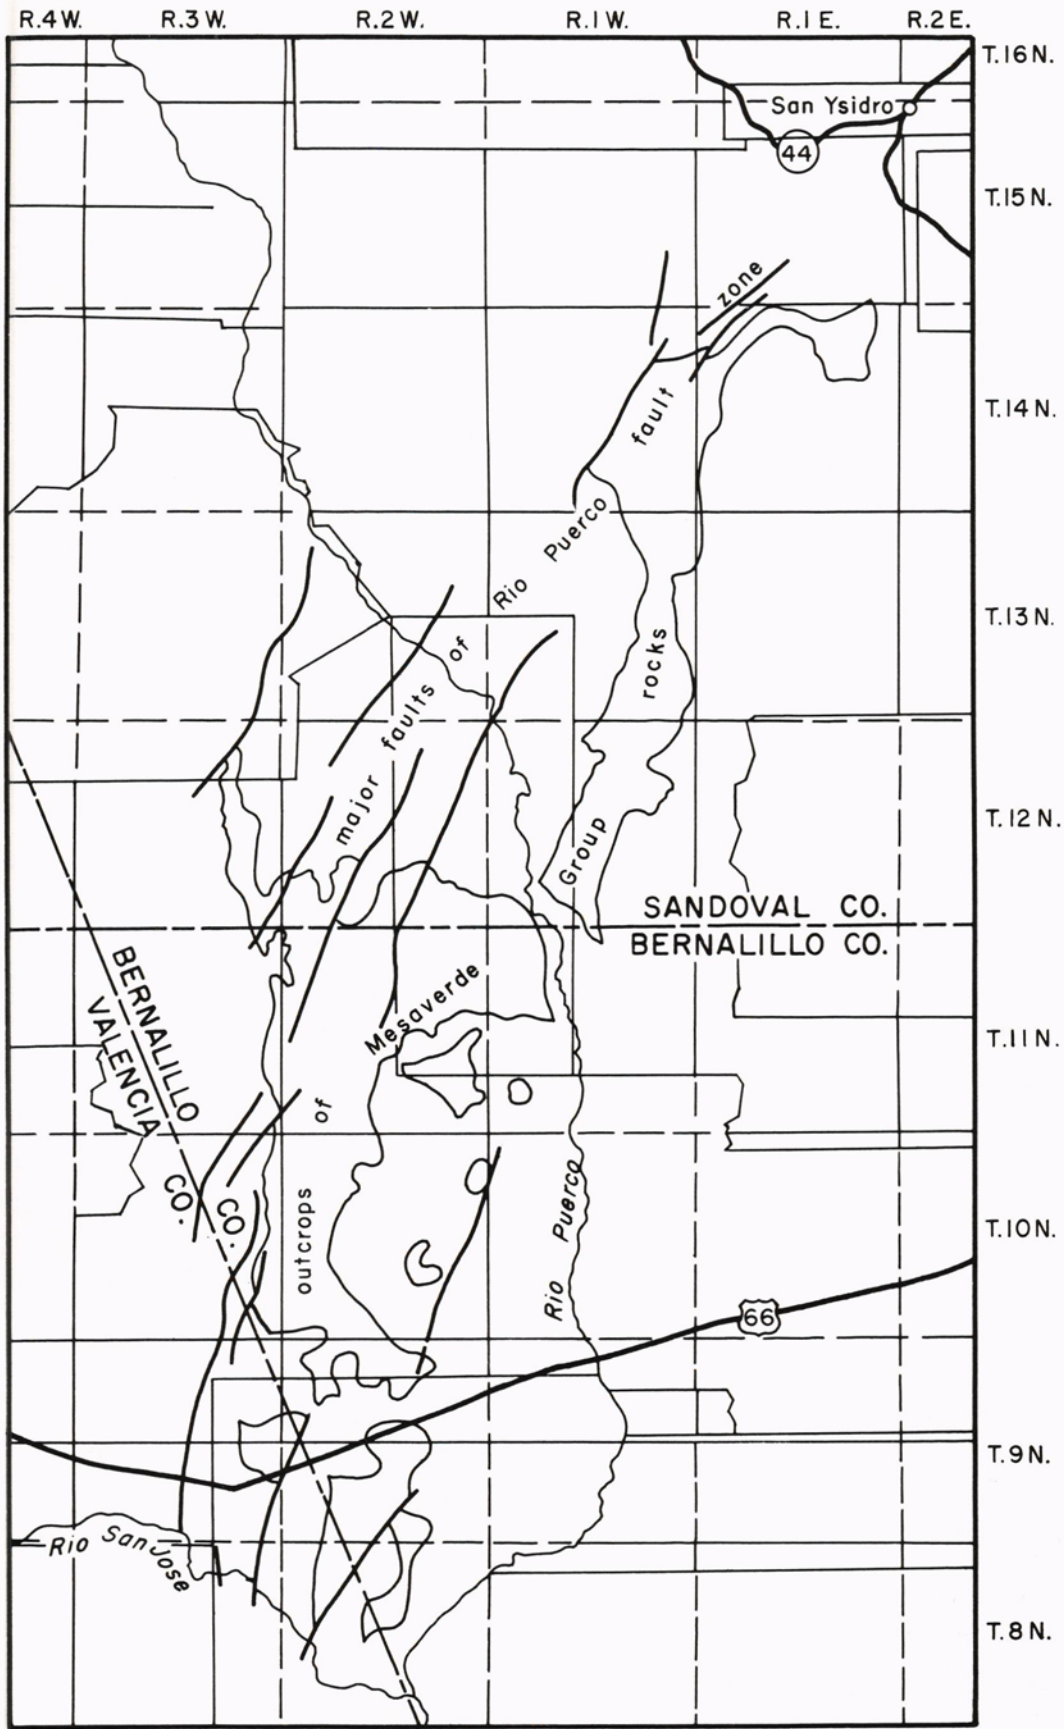 R.4W. R.3W. R.2W. R.1W. R.1E. R.2E.
T.16N.
San Ysidro
44
T.15N.
zone
T.14N.
fault
Puerco
Rio
T.13N.
of
rocks
faults
major
T.12N.
Group
SANDOVAL CO.
BERNALILLO CO.
BERNALILLO CO.
VALENCIA CO.
Mesaverde
T.11N.
of
outcrops
Rio Puerco
T.10N.
66
T.9N.
Rio San Jose
T.8N.